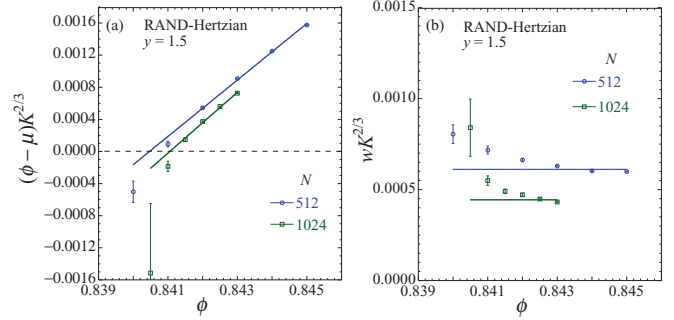 (a) RAND-Hertzian
y = 1.5
(ϕ − μ)K^{2/3}
0.0016
0.0012
0.0008
0.0004
0.0000
−0.0004
−0.0008
−0.0012
−0.0016
N
512
1024
0.839 0.841 0.843 0.845
ϕ
(b) RAND-Hertzian
y = 1.5
wK^{2/3}
0.0015
0.0010
0.0005
0.0000
N
512
1024
0.839 0.841 0.843 0.845
ϕ